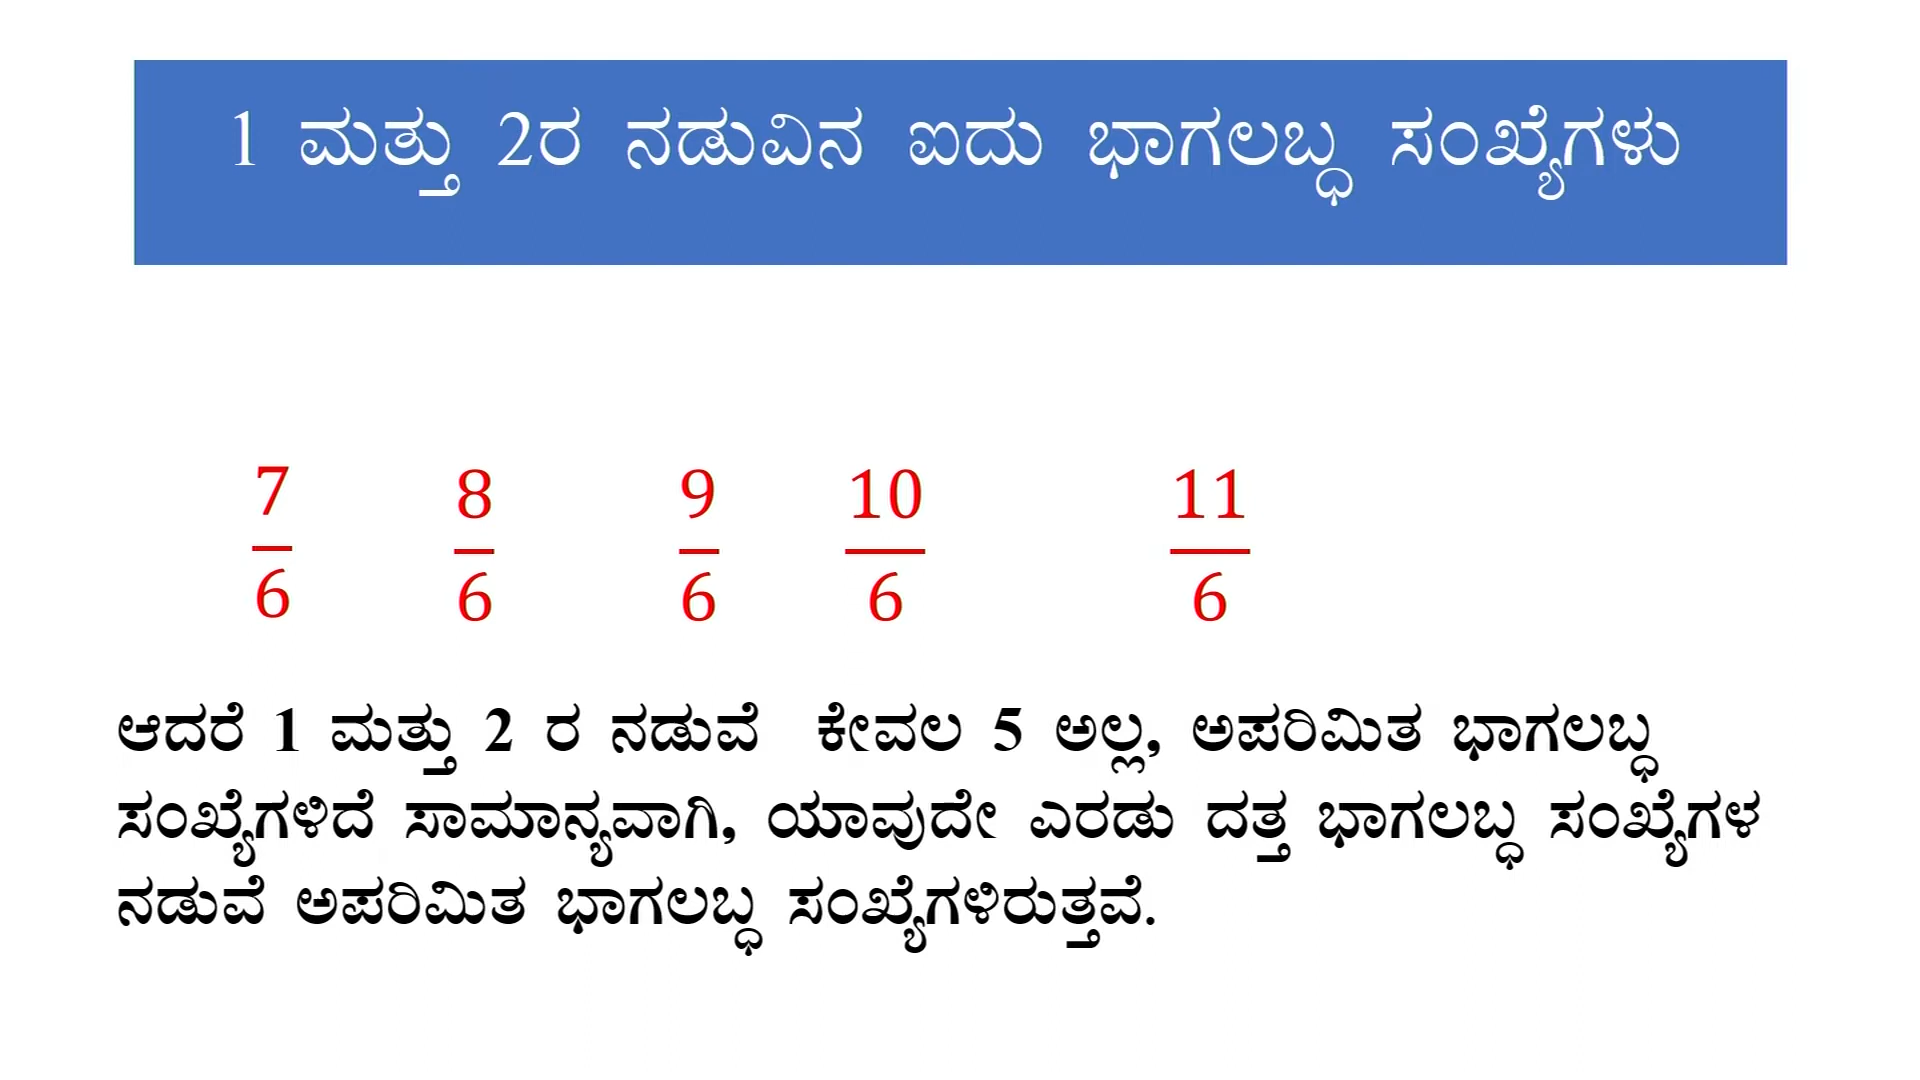 1 ಮತ್ತು 2ರ ನಡುವಿನ ಐದು ಭಾಗಲಬ್ಧ ಸಂಖ್ಯೆಗಳು
7/6 8/6 9/6 10/6 11/6
ಆದರೆ 1 ಮತ್ತು 2 ರ ನಡುವೆ ಕೇವಲ 5 ಅಲ್ಲ, ಅಪರಿಮಿತ ಭಾಗಲಬ್ಧ
ಸಂಖ್ಯೆಗಳಿದೆ ಸಾಮಾನ್ಯವಾಗಿ, ಯಾವುದೇ ಎರಡು ದತ್ತ ಭಾಗಲಬ್ಧ ಸಂಖ್ಯೆಗಳ
ನಡುವೆ ಅಪರಿಮಿತ ಭಾಗಲಬ್ಧ ಸಂಖ್ಯೆಗಳಿರುತ್ತವೆ.